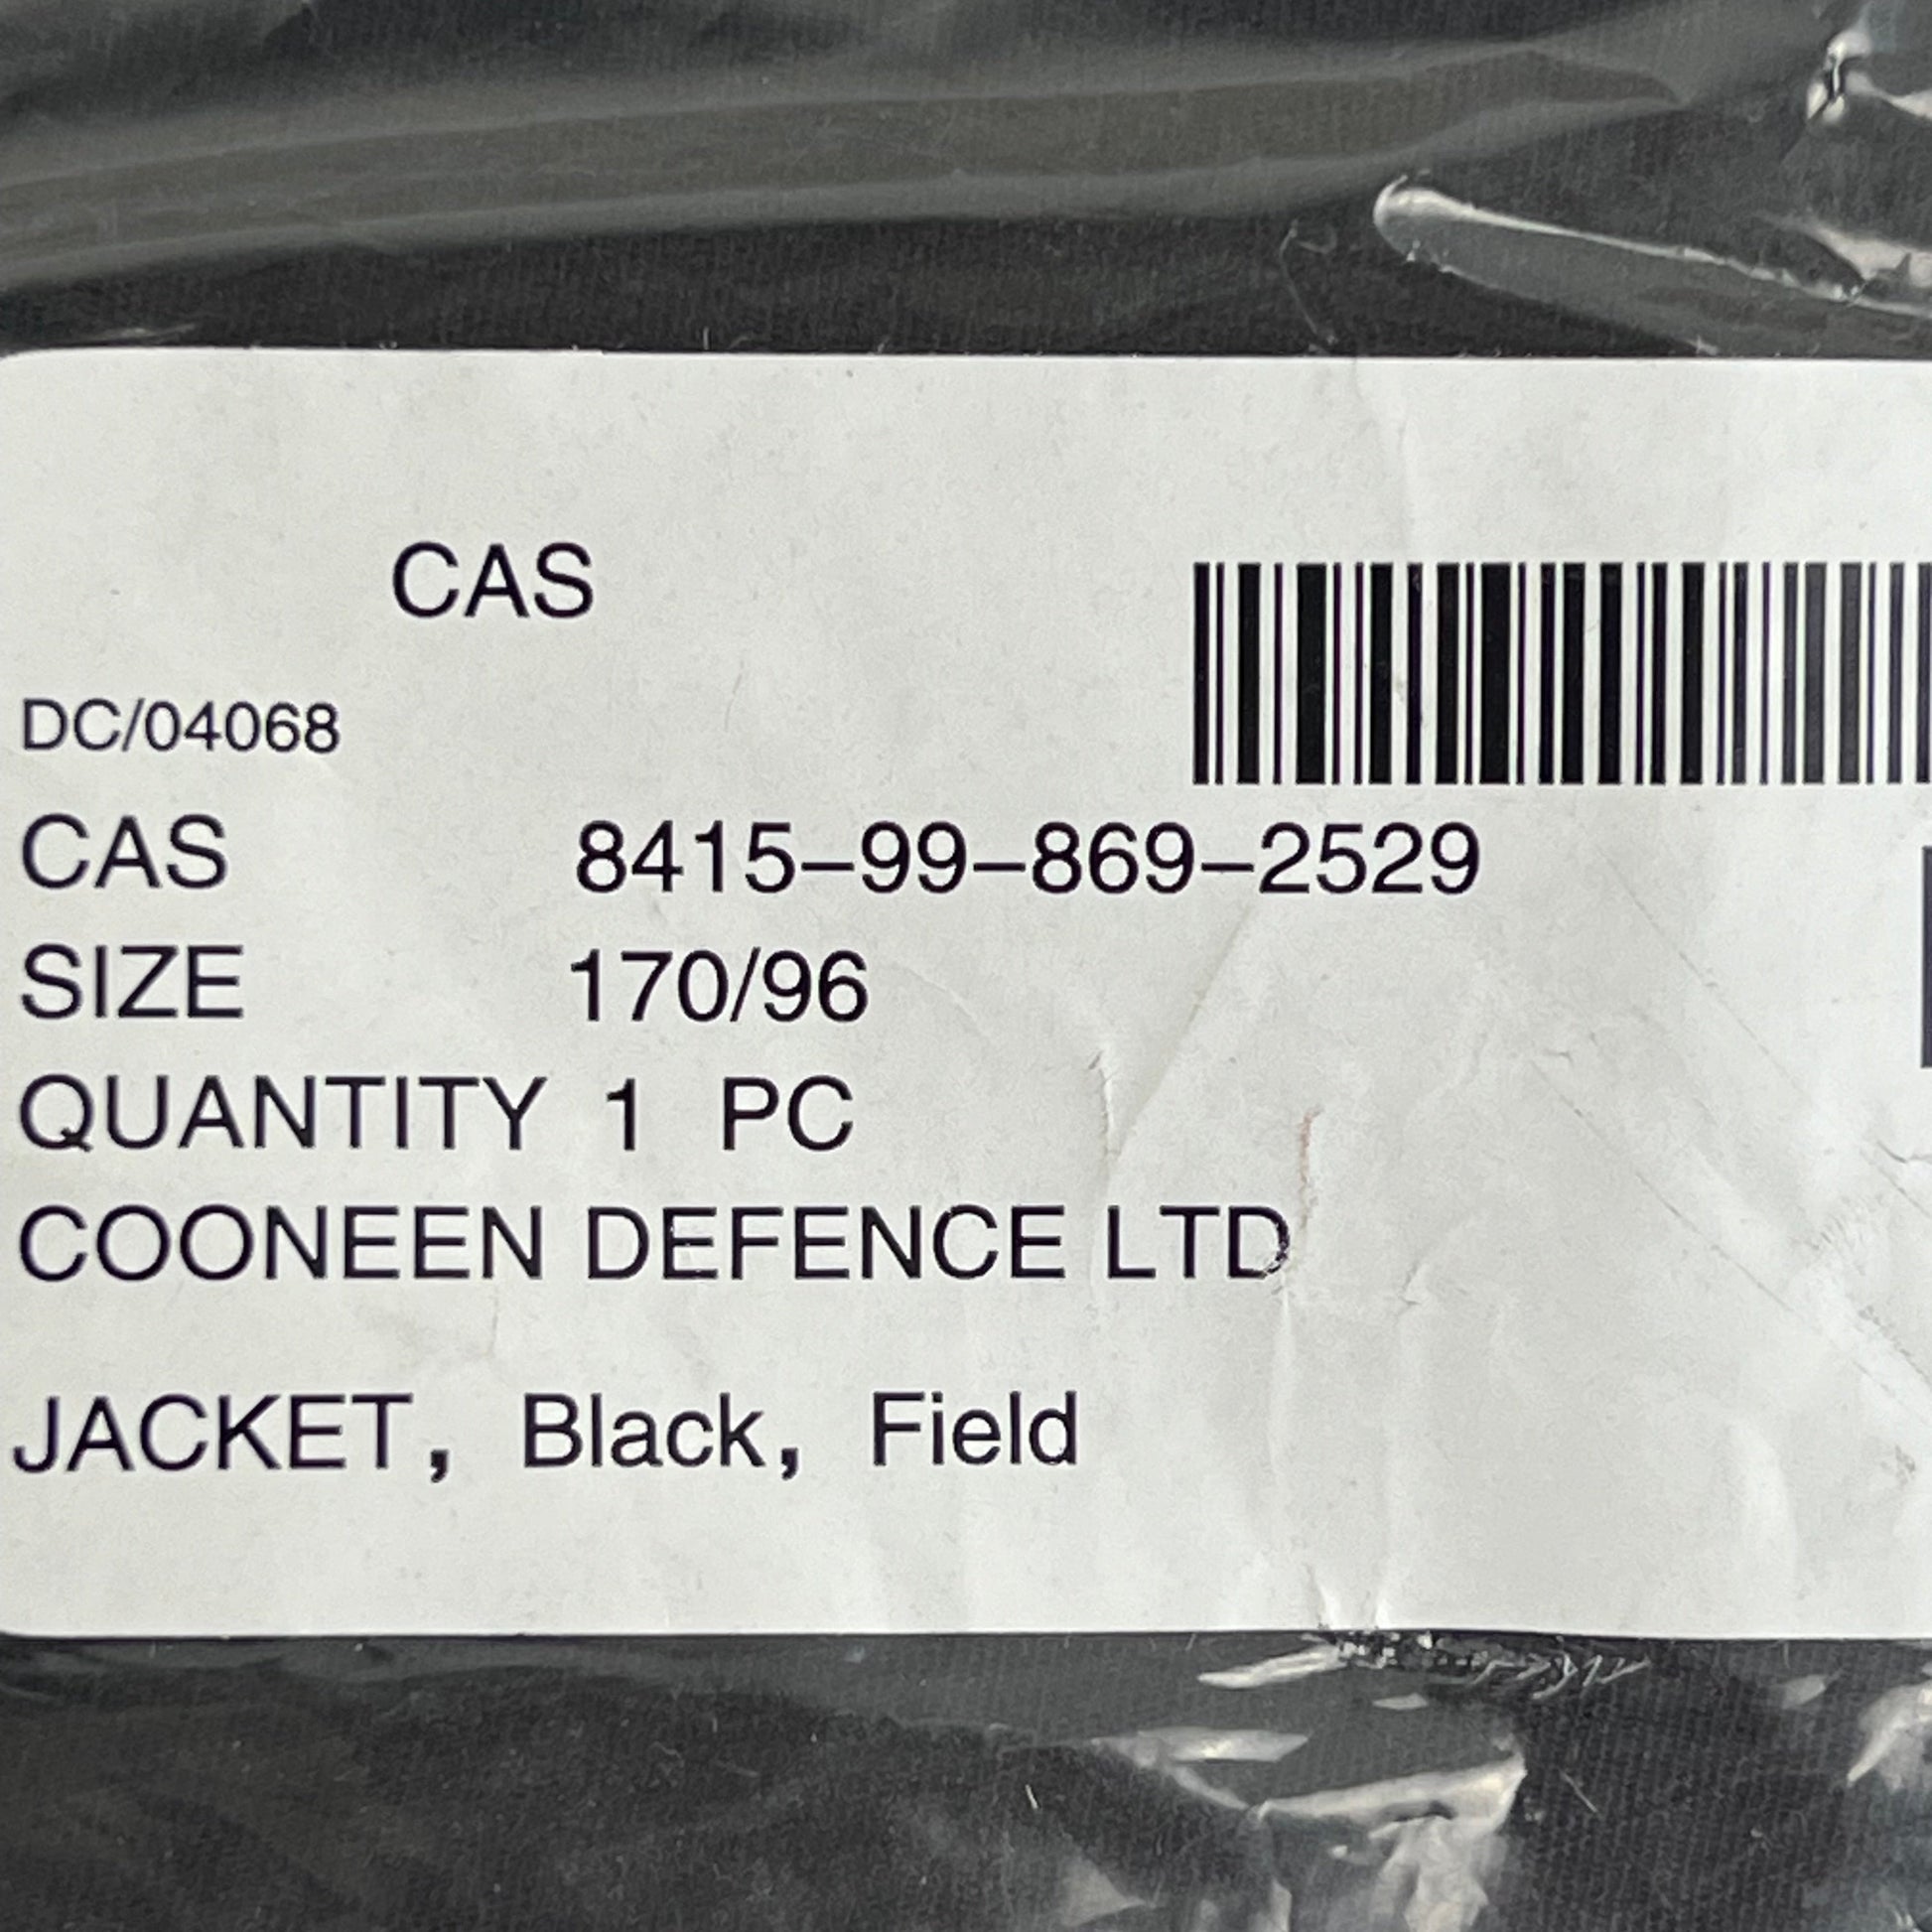 CAS
DC/04068
CAS 8415-99-869-2529
SIZE 170/96
QUANTITY 1 PC
COONEEN DEFENCE LTD
JACKET, Black, Field